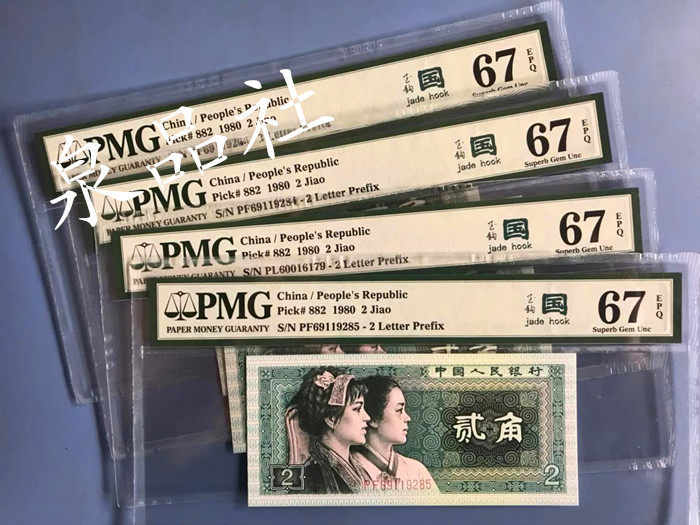 泉品社
PMG
China / People's Republic
Pick# 882 1980 2 Jiao
玉钩 国
jade hook
67 EPQ
Superb Gem Unc
PMG
PAPER MONEY GUARANTY
China / People's Republic
Pick# 882 1980 2 Jiao
S/N PF69119284 - 2 Letter Prefix
玉钩 国
jade hook
67 EPQ
Superb Gem Unc
PMG
PAPER MONEY GUARANTY
China / People's Republic
Pick# 882 1980 2 Jiao
S/N PL60016179 - 2 Letter Prefix
玉钩 国
jade hook
67 EPQ
Superb Gem Unc
PMG
PAPER MONEY GUARANTY
China / People's Republic
Pick# 882 1980 2 Jiao
S/N PF69119285 - 2 Letter Prefix
玉钩 国
jade hook
67 EPQ
Superb Gem Unc
中国人民银行
贰角
2
PF69119285
2